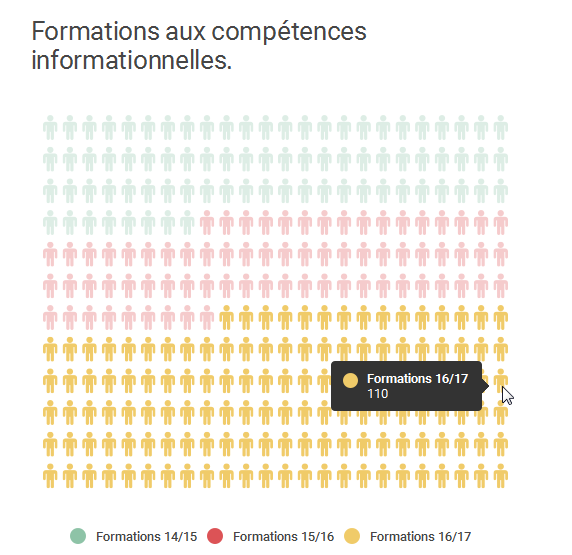 Formations aux compétences
informationnelles.
Formations 16/17
110
Formations 14/15 Formations 15/16 Formations 16/17